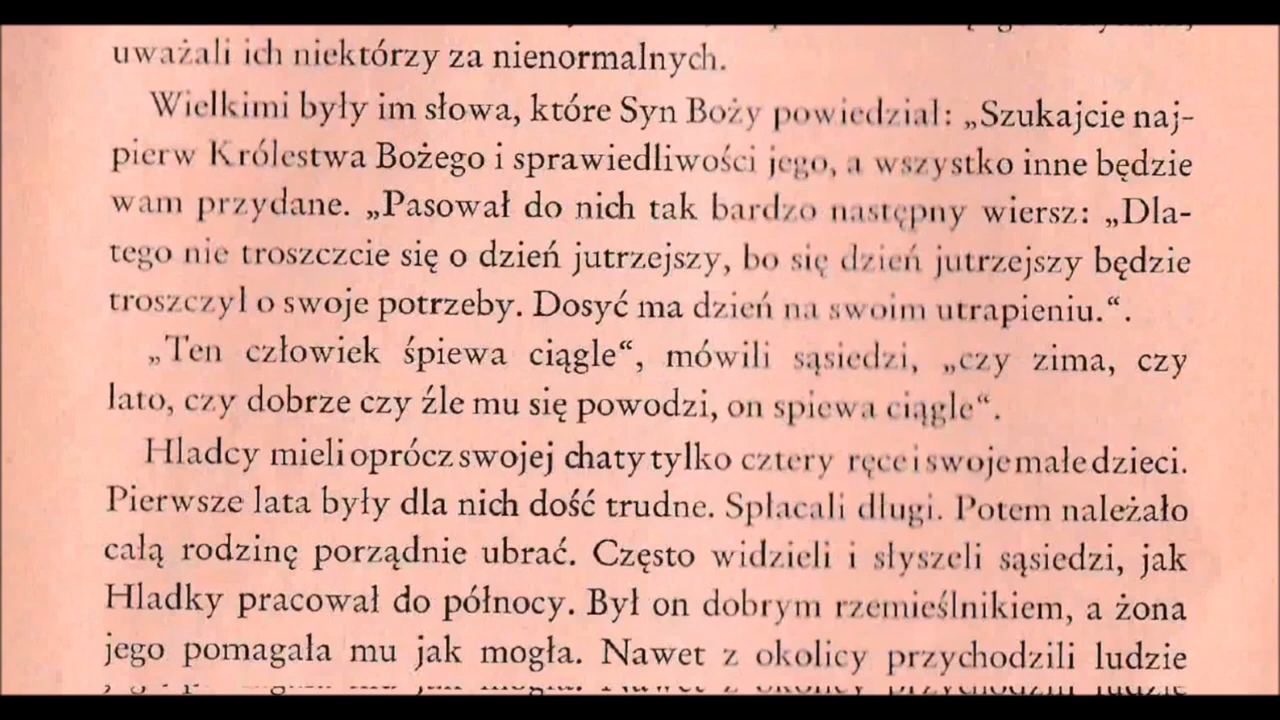 uważali ich niektórzy za nienormalnych.
Wielkimi były im słowa, które Syn Boży powiedział: „Szukajcie naj-
pierw Królestwa Bożego i sprawiedliwości jego, a wszystko inne będzie
wam przydane. „Pasował do nich tak bardzo następny wiersz: „Dla-
tego nie troszczcie się o dzień jutrzejszy, bo się dzień jutrzejszy będzie
troszczył o swoje potrzeby. Dosyć ma dzień na swoim utrapieniu.“.
„Ten człowiek śpiewa ciągle“, mówili sąsiedzi, „czy zima, czy
lato, czy dobrze czy źle mu się powodzi, on spiewa ciągle“.
Hladcy mieli oprócz swojej chaty tylko cztery ręce i swoje małe dzieci.
Pierwsze lata były dla nich dość trudne. Spłacali długi. Potem należało
całą rodzinę porządnie ubrać. Często widzieli i słyszeli sąsiedzi, jak
Hladky pracował do północy. Był on dobrym rzemieślnikiem, a żona
jego pomagała mu jak mogła. Nawet z okolicy przychodzili ludzie